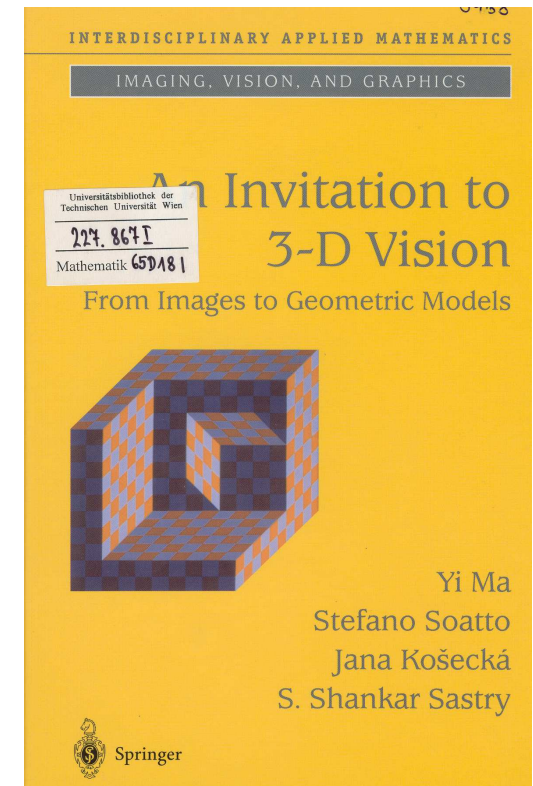 INTERDISCIPLINARY APPLIED MATHEMATICS
IMAGING, VISION, AND GRAPHICS
An Invitation to
3-D Vision
From Images to Geometric Models
Universitätsbibliothek der
Technischen Universität Wien
227.867 I
Mathematik 65D18 |
Yi Ma
Stefano Soatto
Jana Košecká
S. Shankar Sastry
Springer